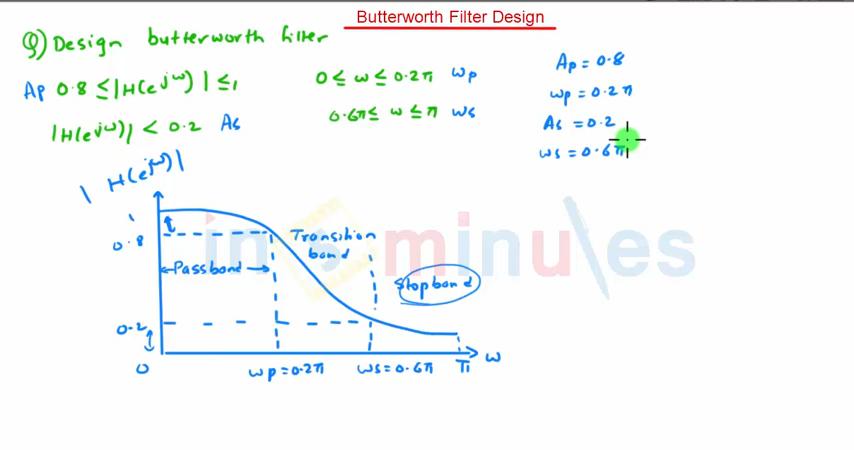 Butterworth Filter Design
Q) Design butterworth filter
Ap 0.8 ≤ |H(e^jω)| ≤ 1    0 ≤ ω ≤ 0.2π ωp
|H(e^jω)| < 0.2 As    0.6π ≤ ω ≤ π ωs
Ap = 0.8
ωp = 0.2π
As = 0.2
ωs = 0.6π
| H(e^jω) |
1
0.8
Transition
band
Passband
Stopband
0.2
0
ωp = 0.2π
ωs = 0.6π
π
ω
in 5 minutes